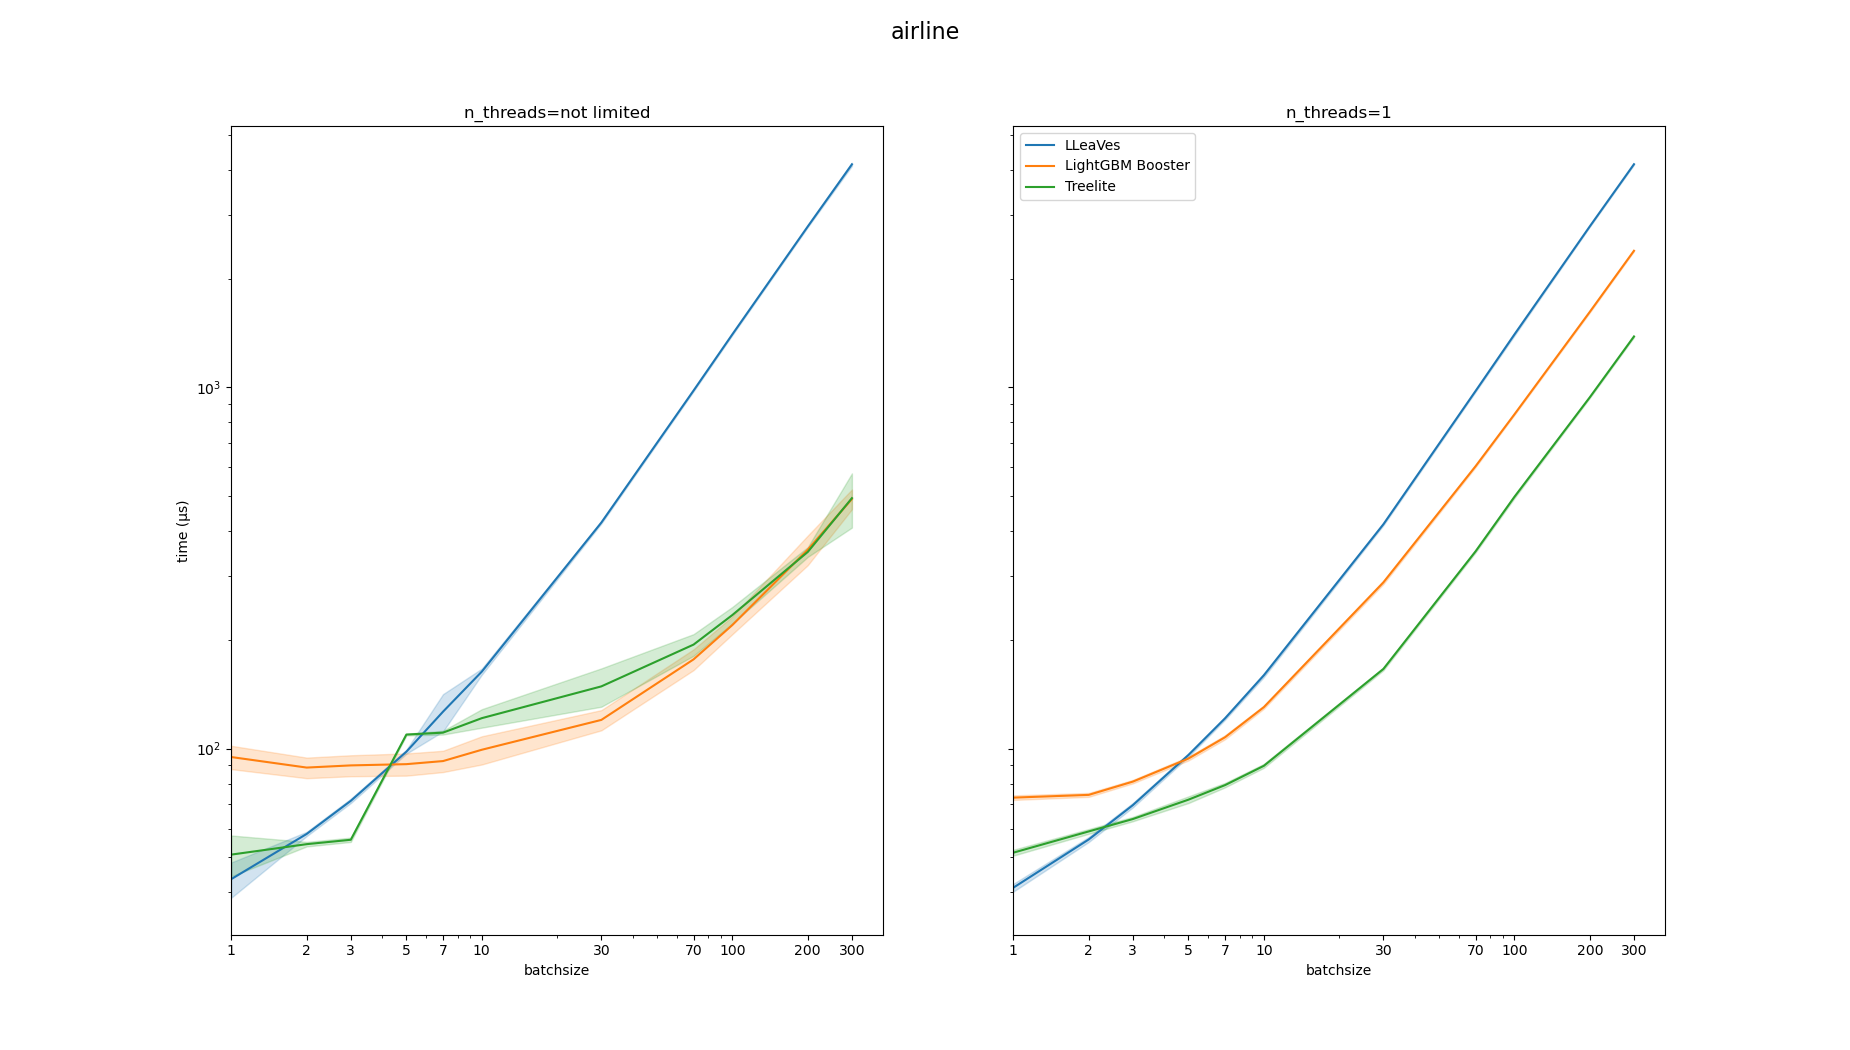 airline
n_threads=not limited
10³
10²
time (µs)
1 2 3 5 7 10 30 70 100 200 300
batchsize
n_threads=1
LLeaVes
LightGBM Booster
Treelite
1 2 3 5 7 10 30 70 100 200 300
batchsize